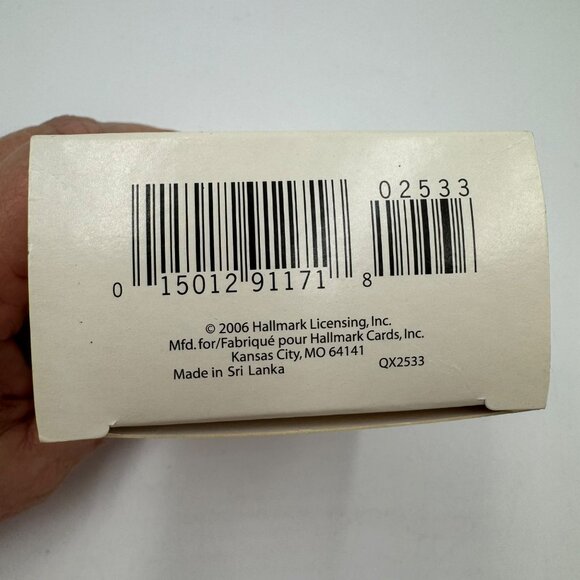 02533
0 15012 91171 8
© 2006 Hallmark Licensing, Inc.
Mfd. for/Fabriqué pour Hallmark Cards, Inc.
Kansas City, MO 64141
Made in Sri Lanka QX2533